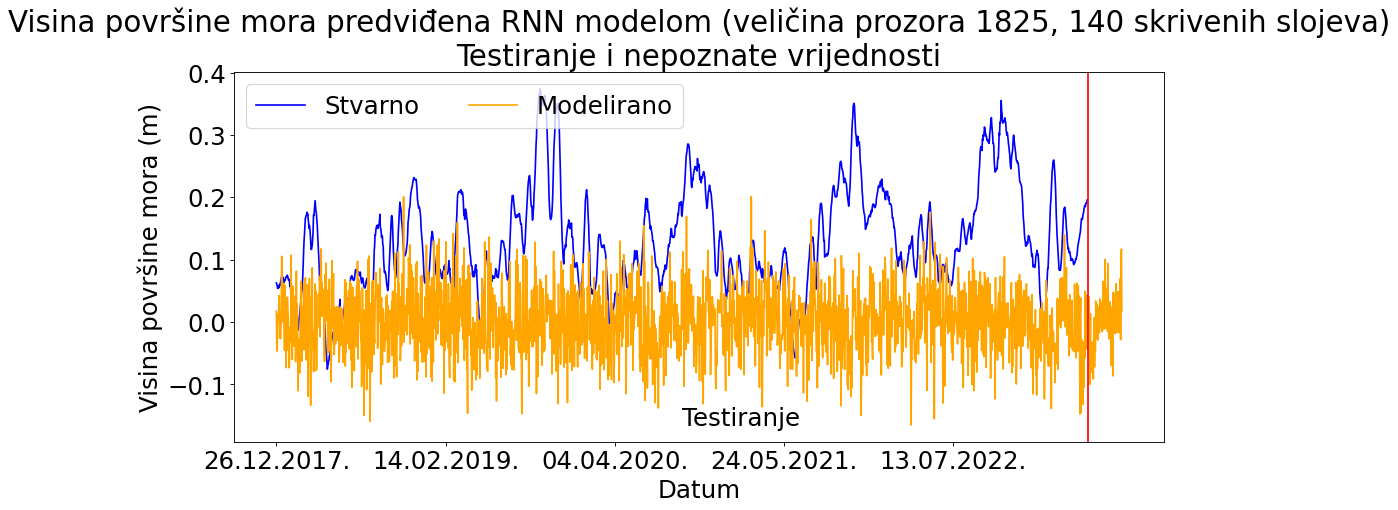 Visina površine mora predviđena RNN modelom (veličina prozora 1825, 140 skrivenih slojeva)
Testiranje i nepoznate vrijednosti
Stvarno
Modelirano
Visina površine mora (m)
0.4
0.3
0.2
0.1
0.0
−0.1
Testiranje
26.12.2017.
14.02.2019.
04.04.2020.
24.05.2021.
13.07.2022.
Datum